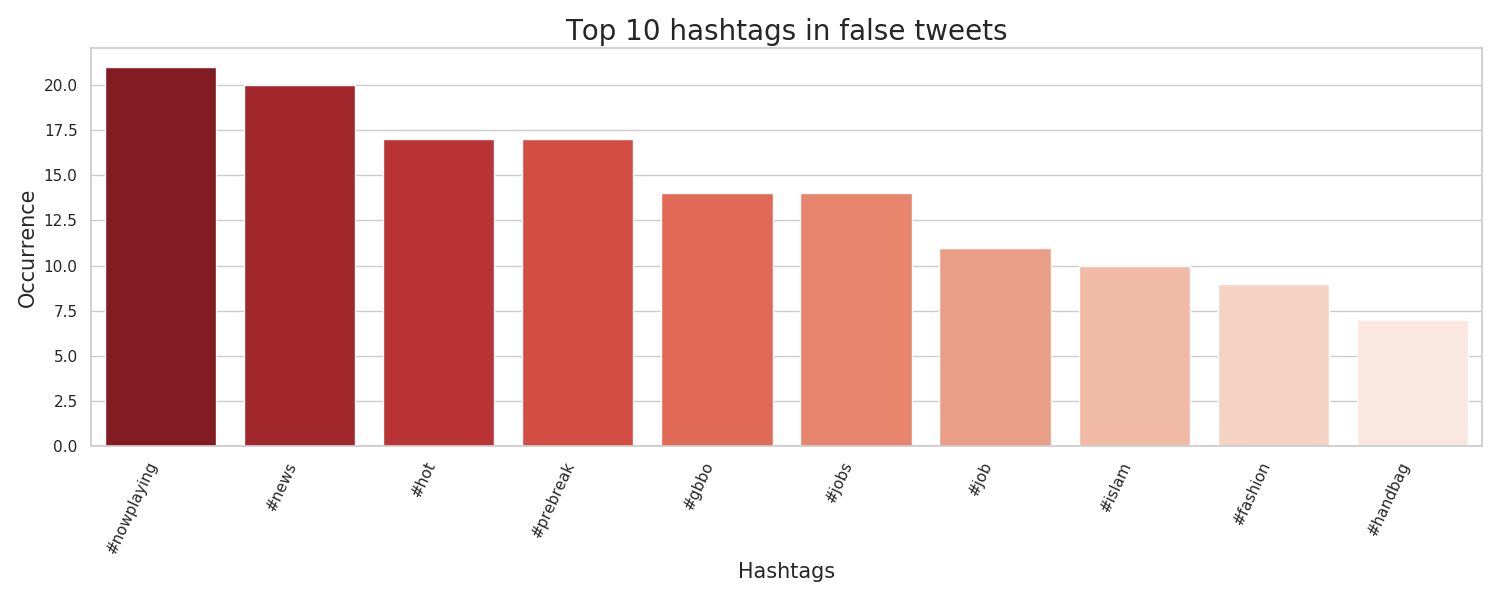 Top 10 hashtags in false tweets
Occurrence
20.0
17.5
15.0
12.5
10.0
7.5
5.0
2.5
0.0
#nowplaying
#news
#hot
#prebreak
#gbbo
#jobs
#job
#islam
#fashion
#handbag
Hashtags